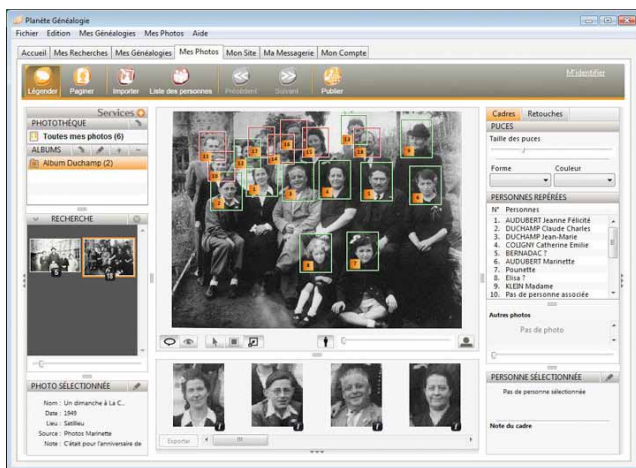 Planète Généalogie
Fichier Edition Mes Généalogies Mes Photos Aide
Accueil Mes Recherches Mes Généalogies Mes Photos Mon Site Ma Messagerie Mon Compte
Légender Paginer Importer Liste des personnes Précédent Suivant Publier M'identifier
Services
PHOTOTHÈQUE
Toutes mes photos (6)
ALBUMS
Album Duchamp (2)
RECHERCHE
PHOTO SÉLECTIONNÉE
Nom : Un dimanche à La C..
Date : 1949
Lieu : Satilieu
Source : Photos Marinette
Note : C'était pour l'anniversaire de
Exporter
Cadres Retouches
PUCES
Taille des puces
Forme Couleur
PERSONNES REPÉRÉES
N° Personnes
1. AUDUBERT Jeanne Félicité
2. DUCHAMP Claude Charles
3. DUCHAMP Jean-Marie
4. COLIGNY Catherine Emilie
5. BERNADAC ?
6. AUDUBERT Marinette
7. Pounette
8. Elisa ?
9. KLEIN Madame
10. Pas de personne associée
Autres photos
Pas de photo
PERSONNE SÉLECTIONNÉE
Pas de personne sélectionnée
Note du cadre